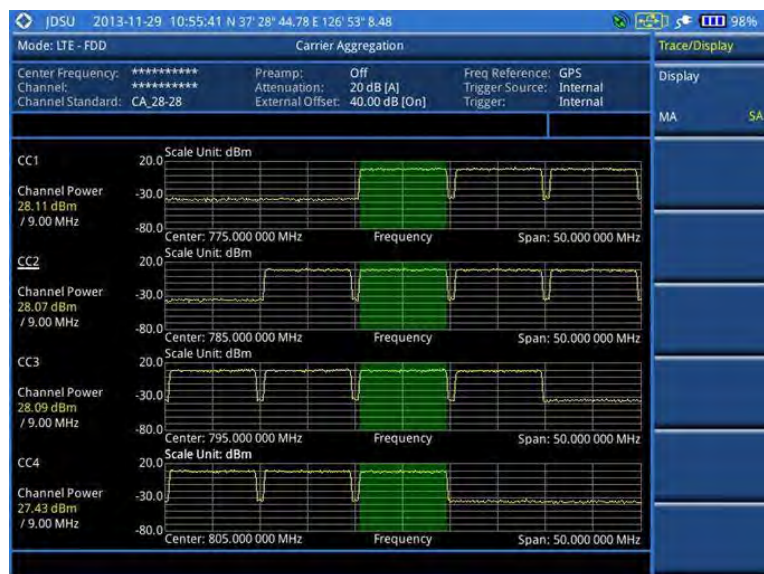 JDSU 2013-11-29 10:55:41 N 37' 28" 44.78 E 126' 53" 8.48 98%
Mode: LTE - FDD Carrier Aggregation Trace/Display
Center Frequency: ********** Preamp: Off Freq Reference: GPS
Channel: ********** Attenuation: 20 dB [A] Trigger Source: Internal
Channel Standard: CA_28-28 External Offset: 40.00 dB [On] Trigger: Internal
Display
MA SA
CC1
Scale Unit: dBm
20.0
Channel Power
-30.0
28.11 dBm
/ 9.00 MHz
-80.0
Center: 775.000 000 MHz Frequency Span: 50.000 000 MHz
CC2
Scale Unit: dBm
20.0
Channel Power
-30.0
28.07 dBm
/ 9.00 MHz
-80.0
Center: 785.000 000 MHz Frequency Span: 50.000 000 MHz
CC3
Scale Unit: dBm
20.0
Channel Power
-30.0
28.09 dBm
/ 9.00 MHz
-80.0
Center: 795.000 000 MHz Frequency Span: 50.000 000 MHz
CC4
Scale Unit: dBm
20.0
Channel Power
-30.0
27.43 dBm
/ 9.00 MHz
-80.0
Center: 805.000 000 MHz Frequency Span: 50.000 000 MHz